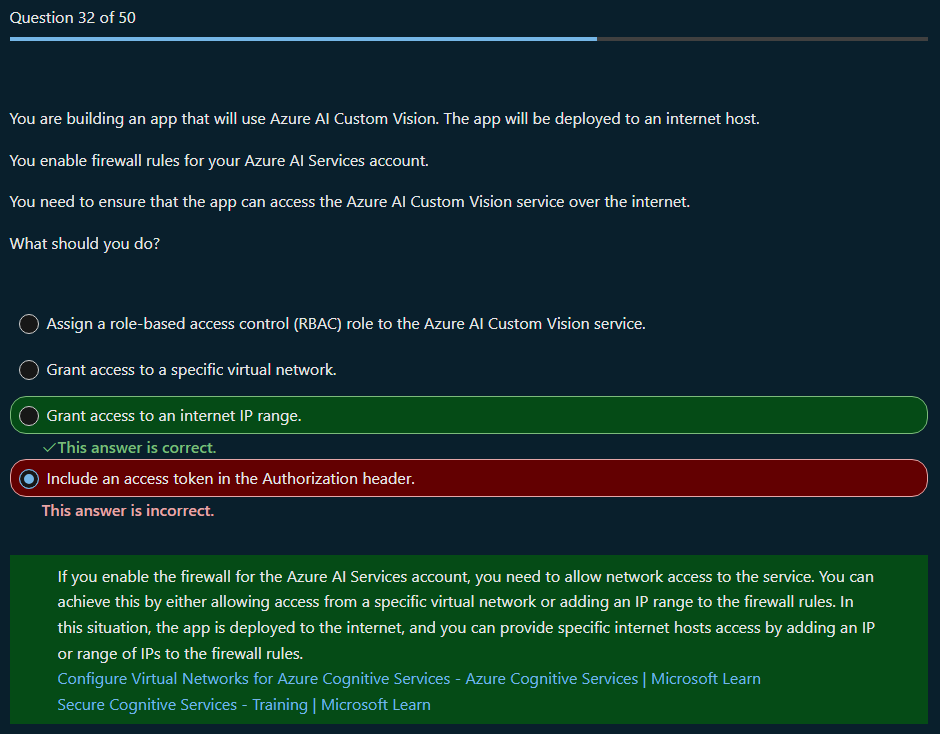 Question 32 of 50
You are building an app that will use Azure AI Custom Vision. The app will be deployed to an internet host.
You enable firewall rules for your Azure AI Services account.
You need to ensure that the app can access the Azure AI Custom Vision service over the internet.
What should you do?
Assign a role-based access control (RBAC) role to the Azure AI Custom Vision service.
Grant access to a specific virtual network.
Grant access to an internet IP range.
✓This answer is correct.
Include an access token in the Authorization header.
This answer is incorrect.
If you enable the firewall for the Azure AI Services account, you need to allow network access to the service. You can
achieve this by either allowing access from a specific virtual network or adding an IP range to the firewall rules. In
this situation, the app is deployed to the internet, and you can provide specific internet hosts access by adding an IP
or range of IPs to the firewall rules.
Configure Virtual Networks for Azure Cognitive Services - Azure Cognitive Services | Microsoft Learn
Secure Cognitive Services - Training | Microsoft Learn